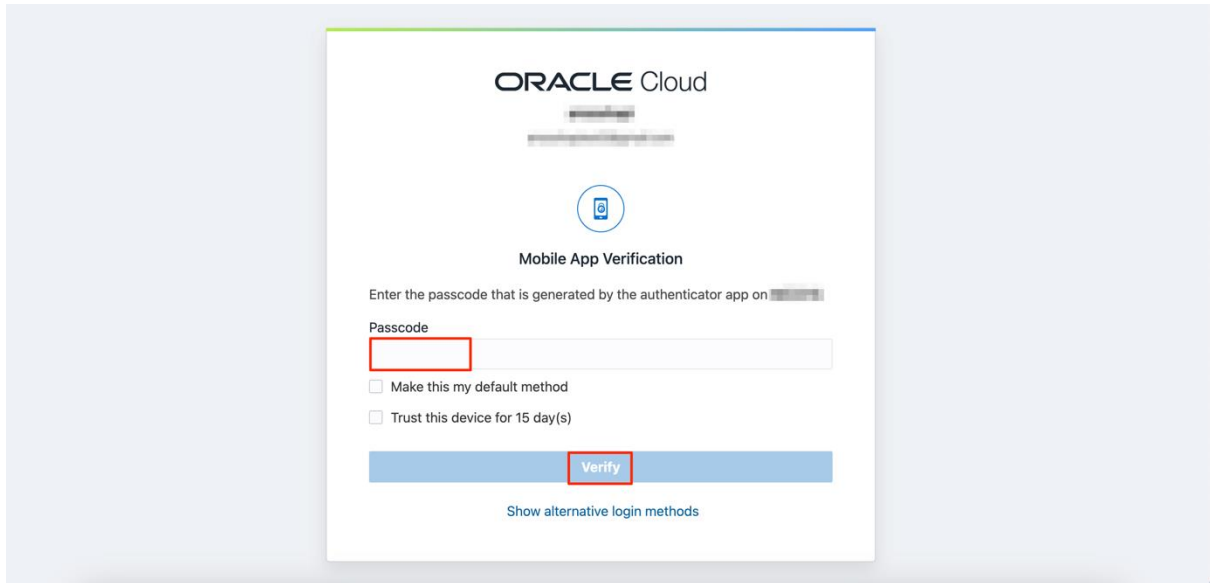 ORACLE Cloud
Mobile App Verification
Enter the passcode that is generated by the authenticator app on
Passcode
Make this my default method
Trust this device for 15 day(s)
Verify
Show alternative login methods